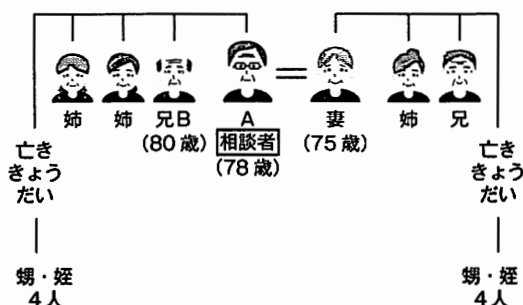 姉
姉
兄B
(80歳)
A
相談者
(78歳)
妻
(75歳)
姉
兄
亡き
きょう
だい
甥・姪
4人
亡き
きょう
だい
甥・姪
4人